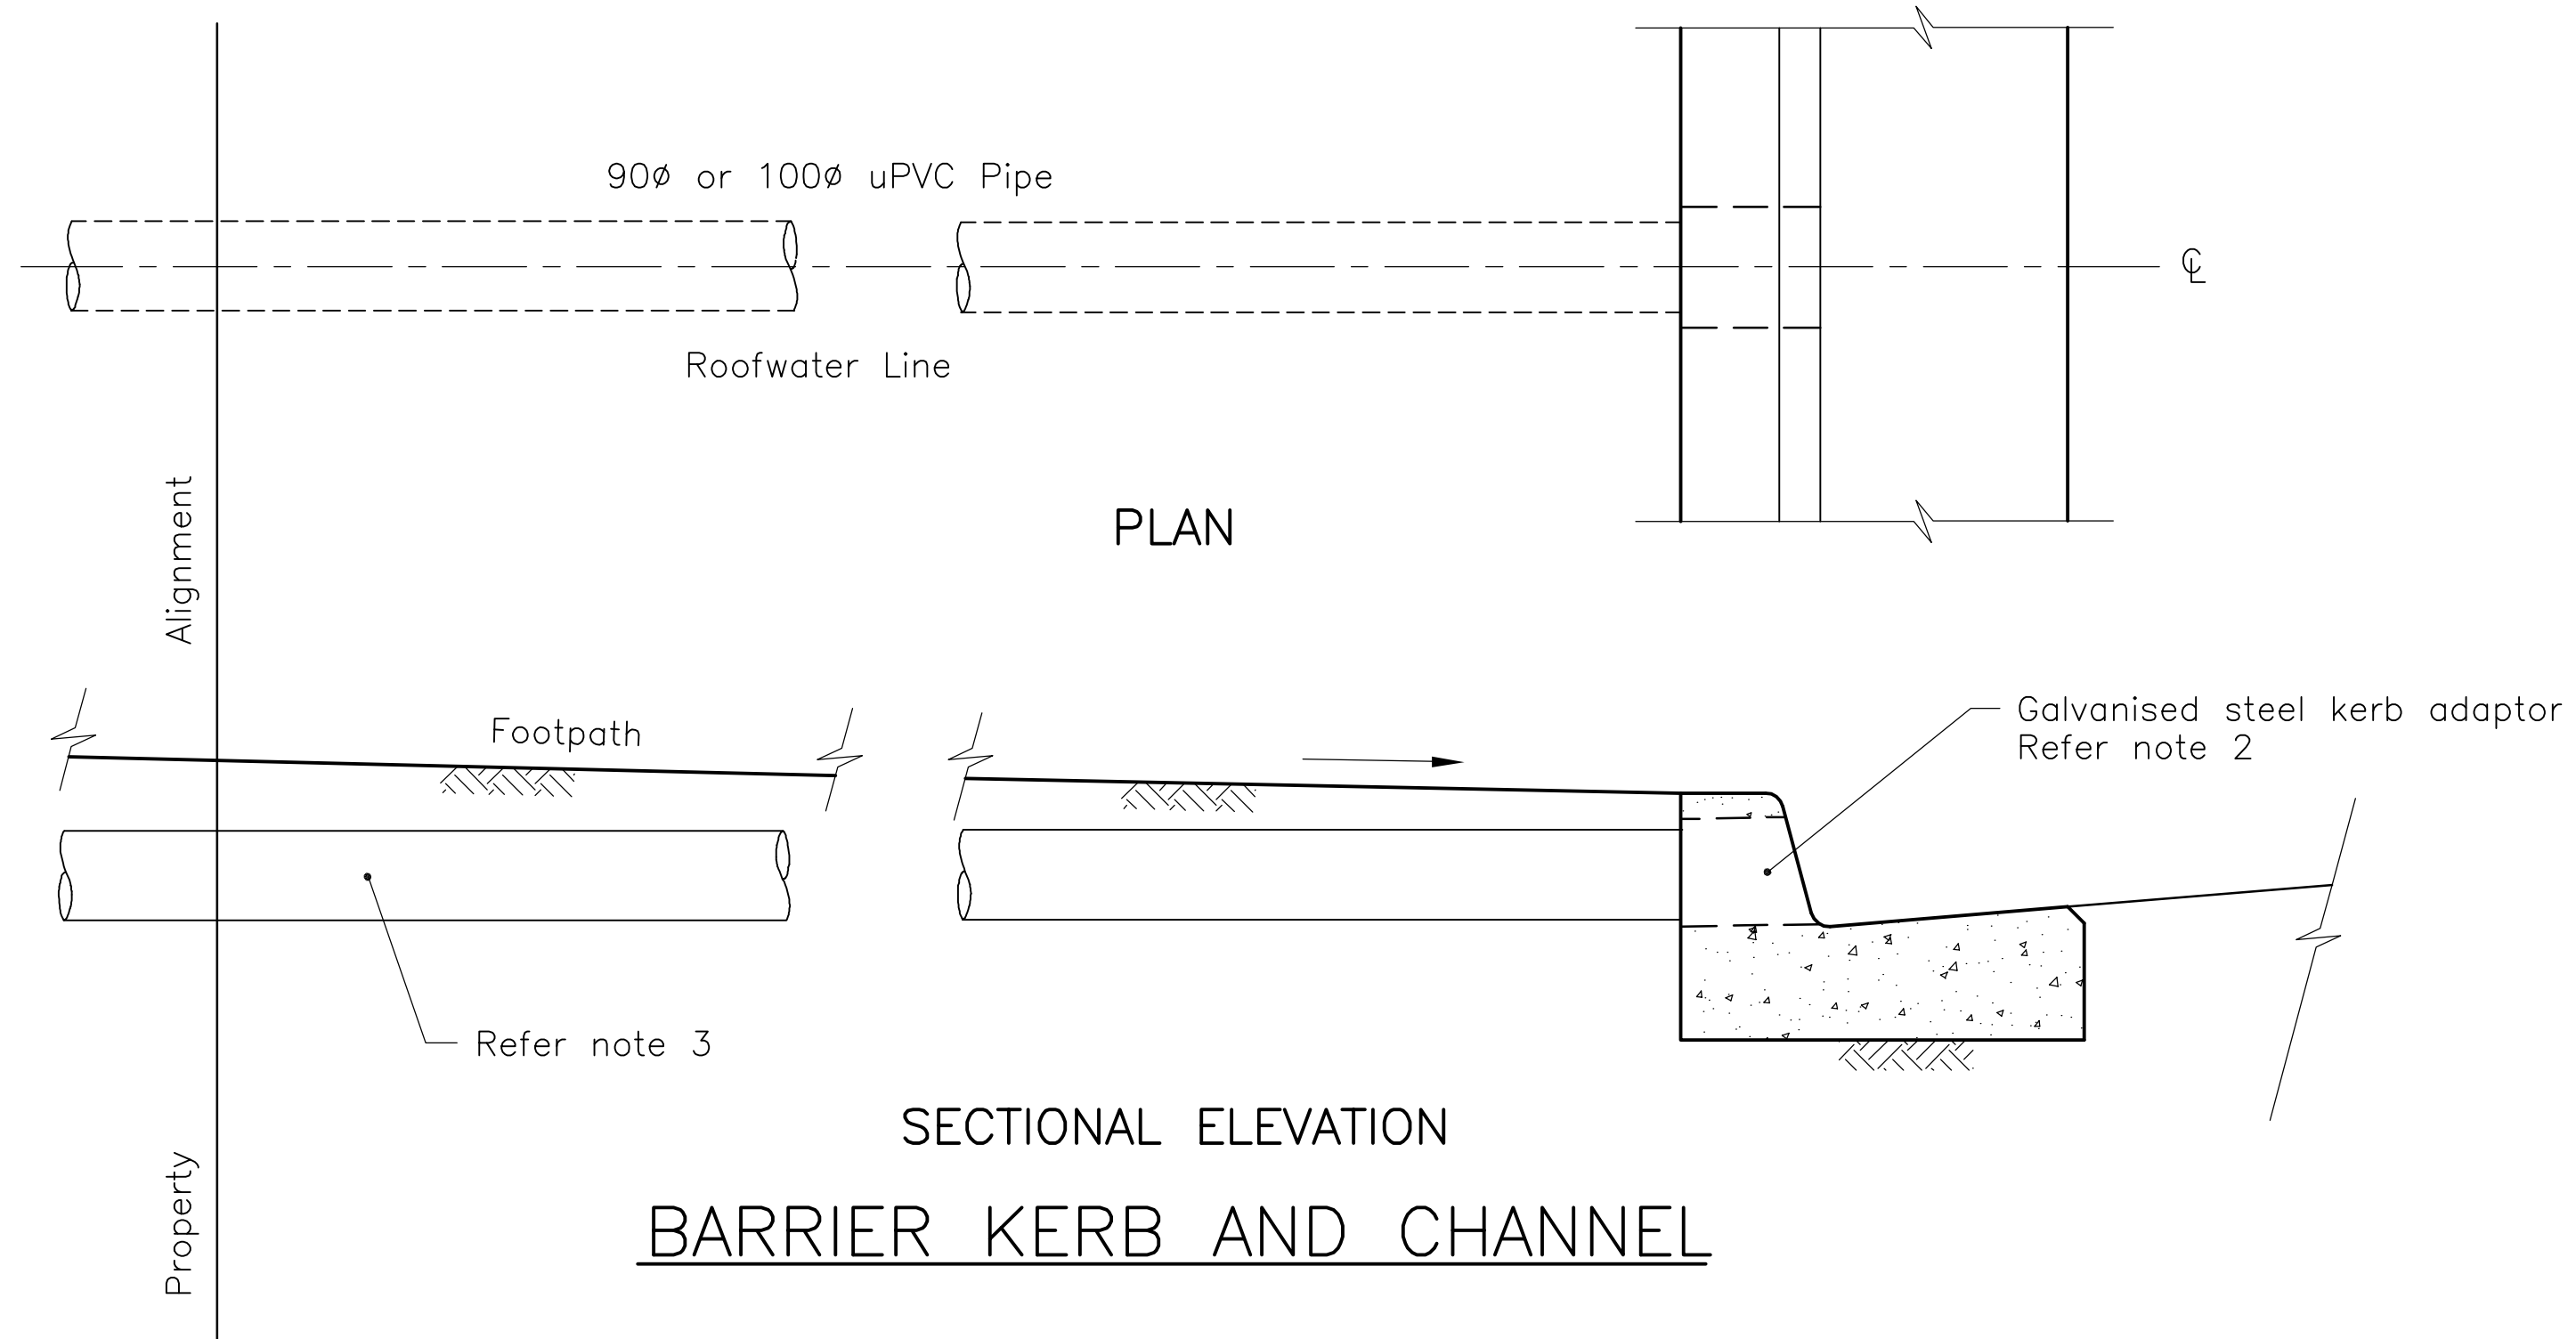 90ø or 100ø uPVC Pipe
℄
Roofwater Line
PLAN
Property Alignment
Footpath
Galvanised steel kerb adaptor
Refer note 2
Refer note 3
SECTIONAL ELEVATION
BARRIER KERB AND CHANNEL